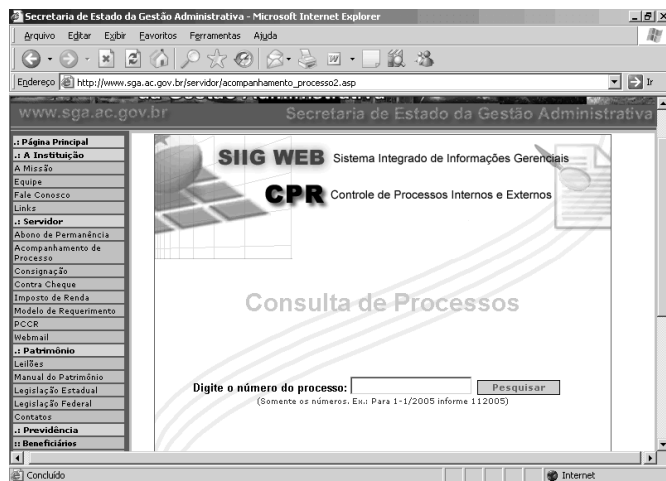 Secretaria de Estado da Gestão Administrativa - Microsoft Internet Explorer
Arquivo Editar Exibir Favoritos Ferramentas Ajuda
Endereço http://www.sga.ac.gov.br/servidor/acompanhamento_processo2.asp Ir
da Gestão Administrativa
www.sga.ac.gov.br Secretaria de Estado da Gestão Administrativa
.: Página Principal
.: A Instituição
A Missão
Equipe
Fale Conosco
Links
.: Servidor
Abono de Permanência
Acompanhamento de
Processo
Consignação
Contra Cheque
Imposto de Renda
Modelo de Requerimento
PCCR
Webmail
.: Patrimônio
Leilões
Manual do Patrimônio
Legislação Estadual
Legislação Federal
Contatos
.: Previdência
:: Beneficiários
SIIG WEB Sistema Integrado de Informações Gerenciais
CPR Controle de Processos Internos e Externos
Consulta de Processos
Digite o número do processo: Pesquisar
(Somente os números. Ex.: Para 1-1/2005 informe 112005)
Concluído Internet